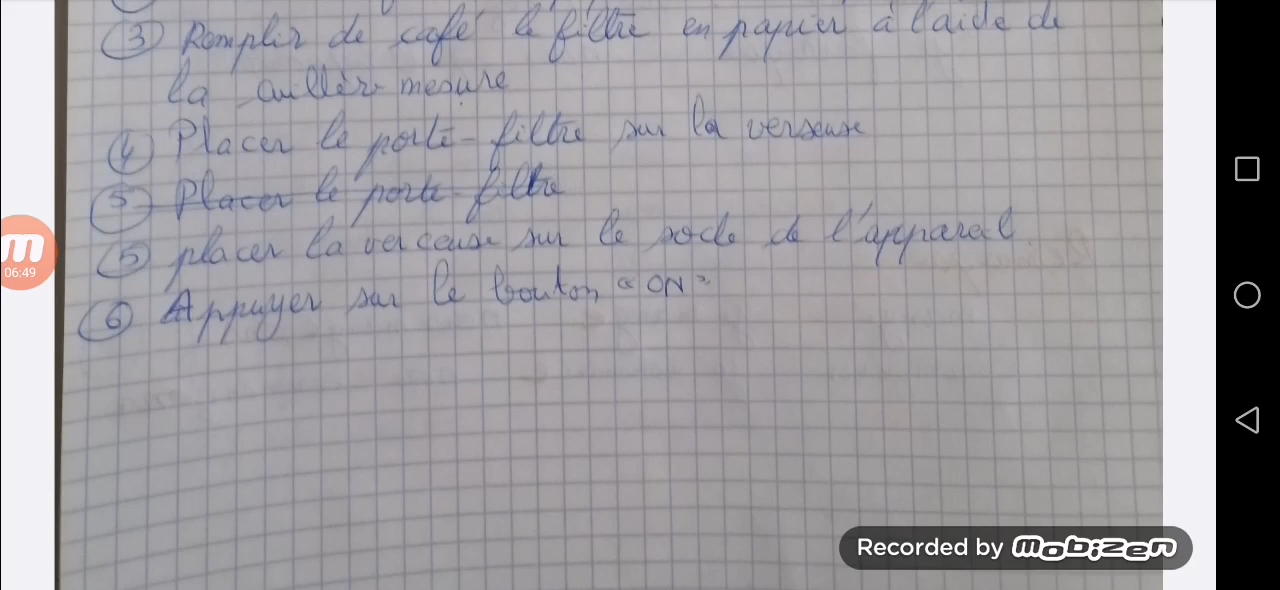 ③ Remplir de café le filtre en papier à l'aide de
la cuillèr-mesure
④ Placer le porte-filtre sur la verseuse
⑤ Placer le porte-filtre
⑤ placer la verceuse sur le socle de l'appareil.
⑥ Appuyer sur le bouton "ON"
06:49
Recorded by mobizen